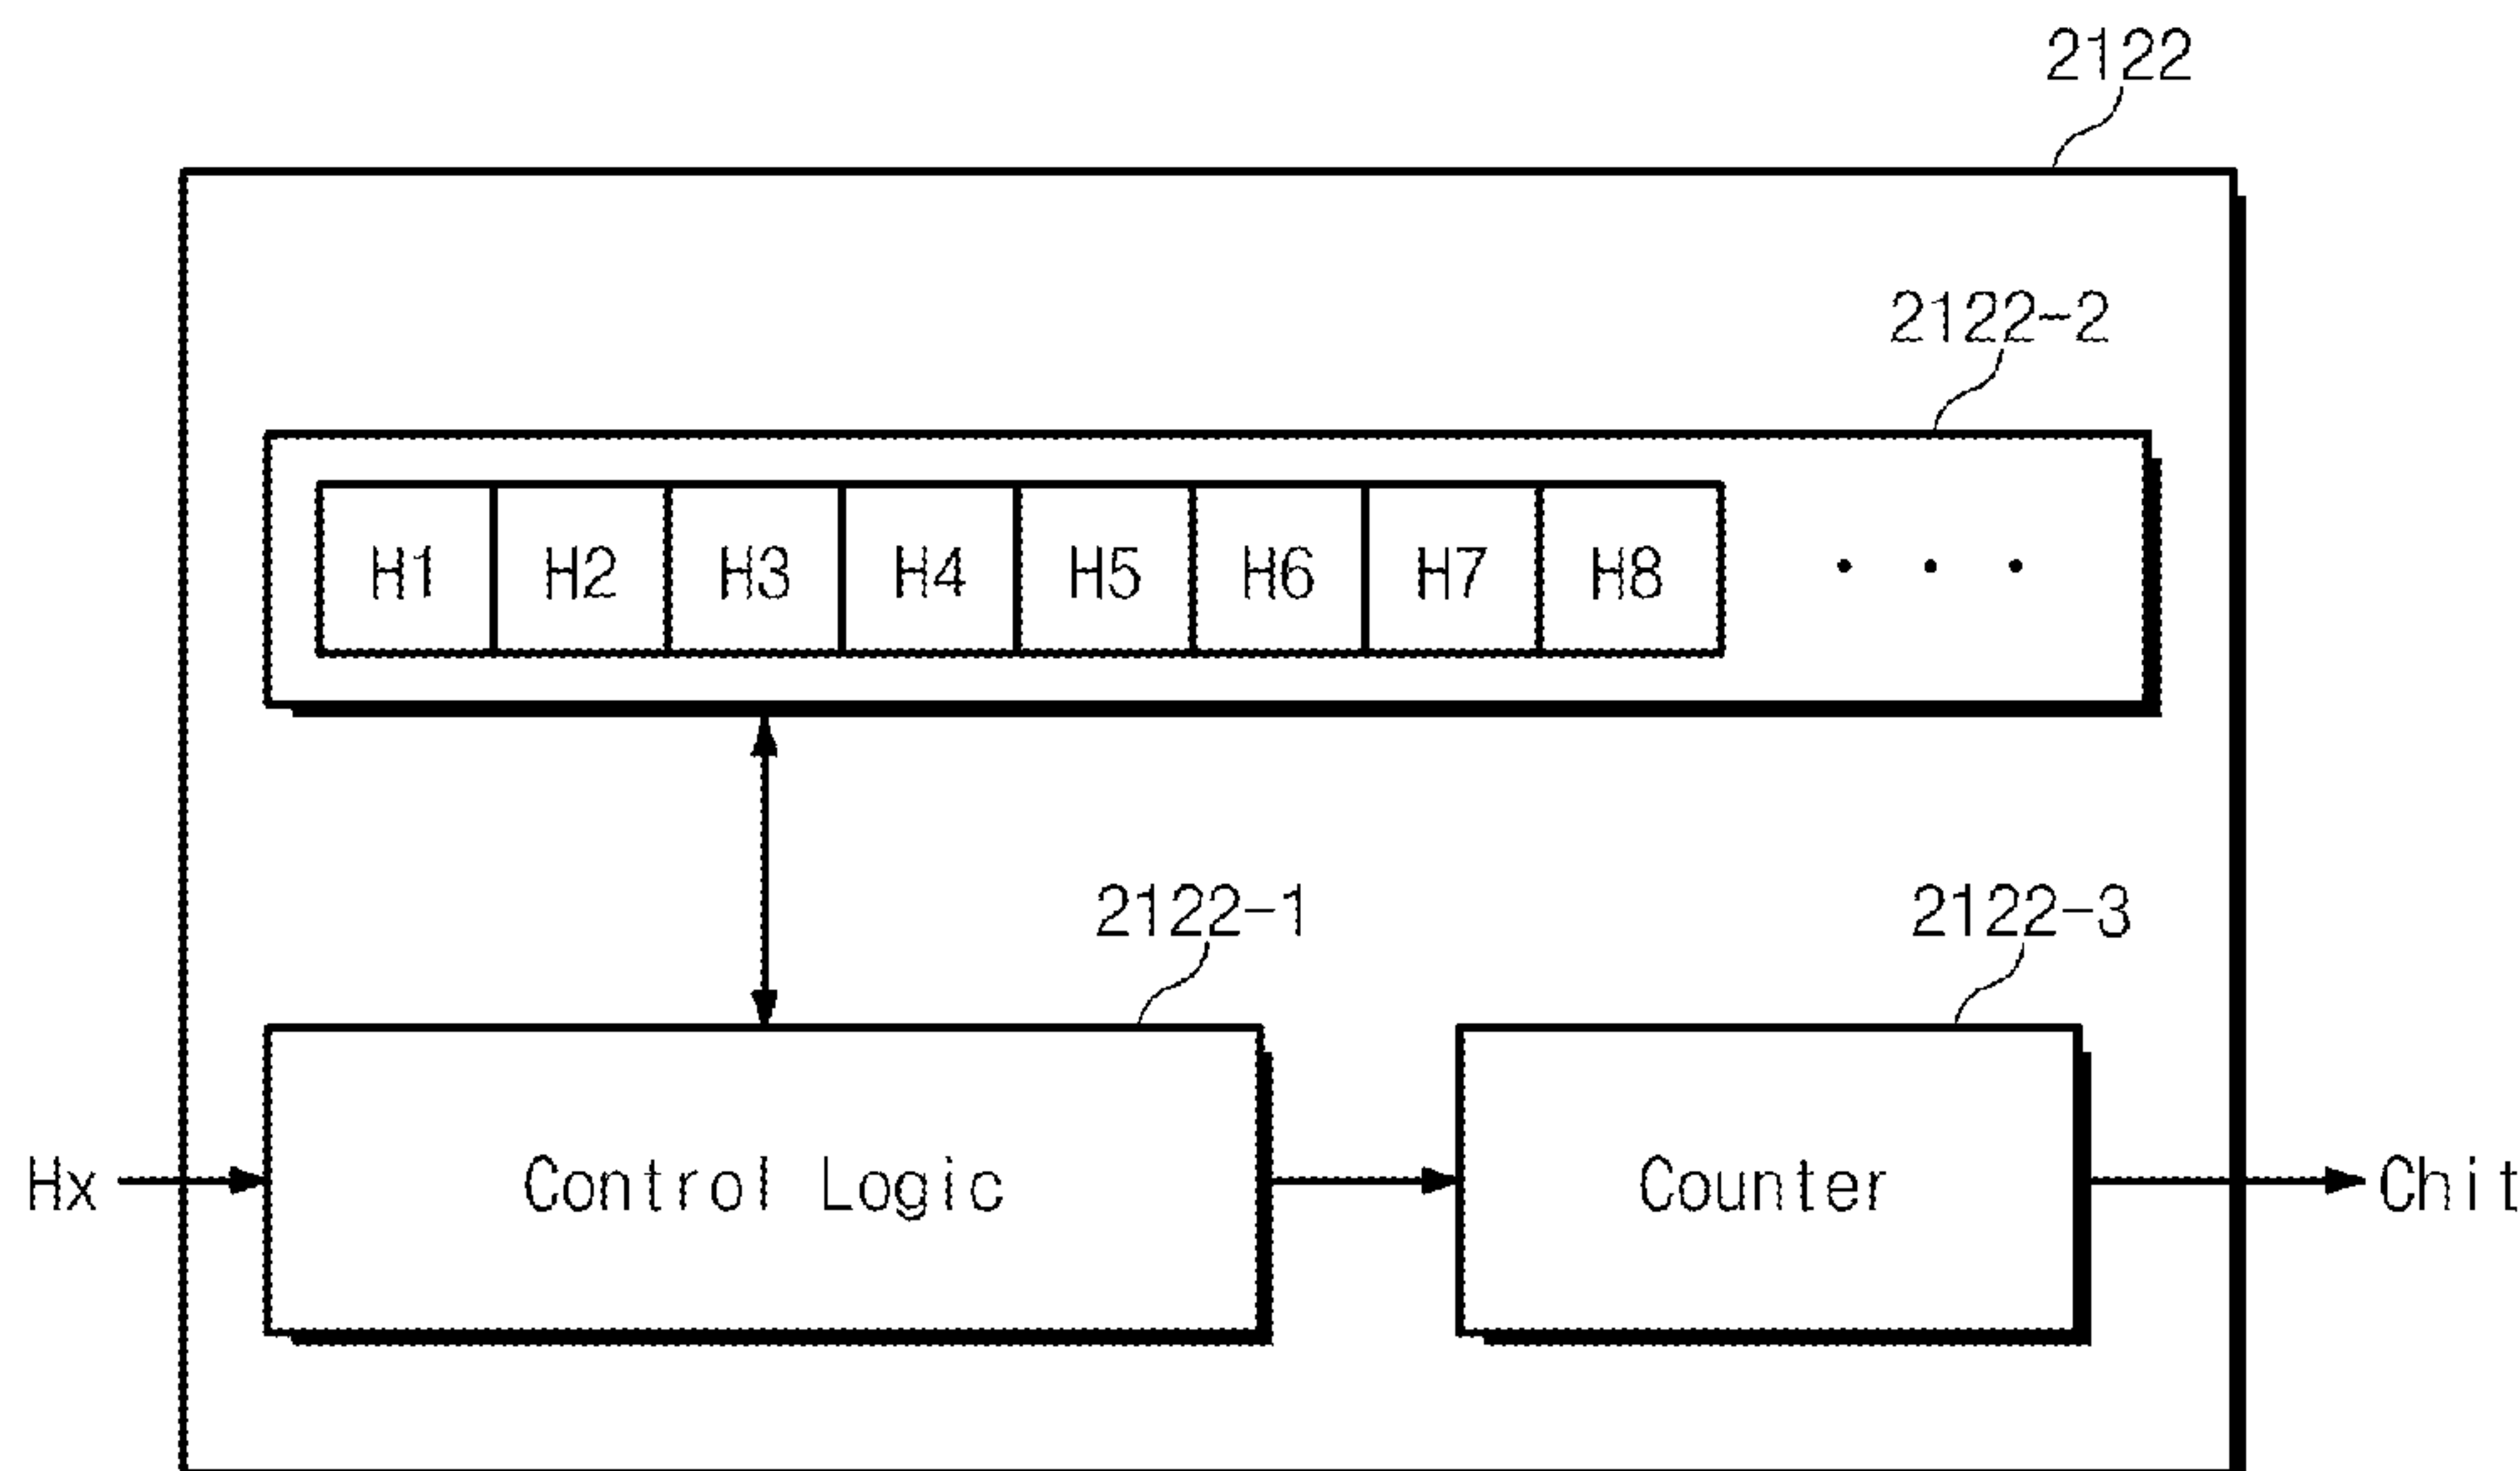 2122
2122-2
H1 H2 H3 H4 H5 H6 H7 H8 • • •
2122-1 2122-3
Hx Control Logic Counter Chit